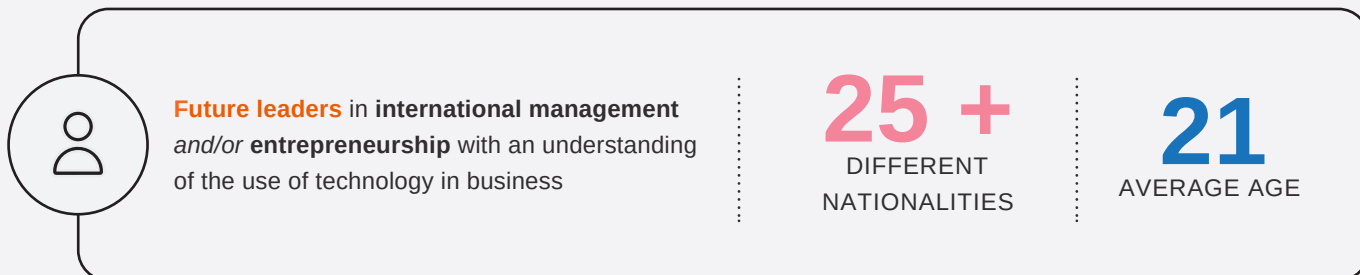 Future leaders in international management
and/or entrepreneurship with an understanding
of the use of technology in business
25 +
DIFFERENT
NATIONALITIES
21
AVERAGE AGE